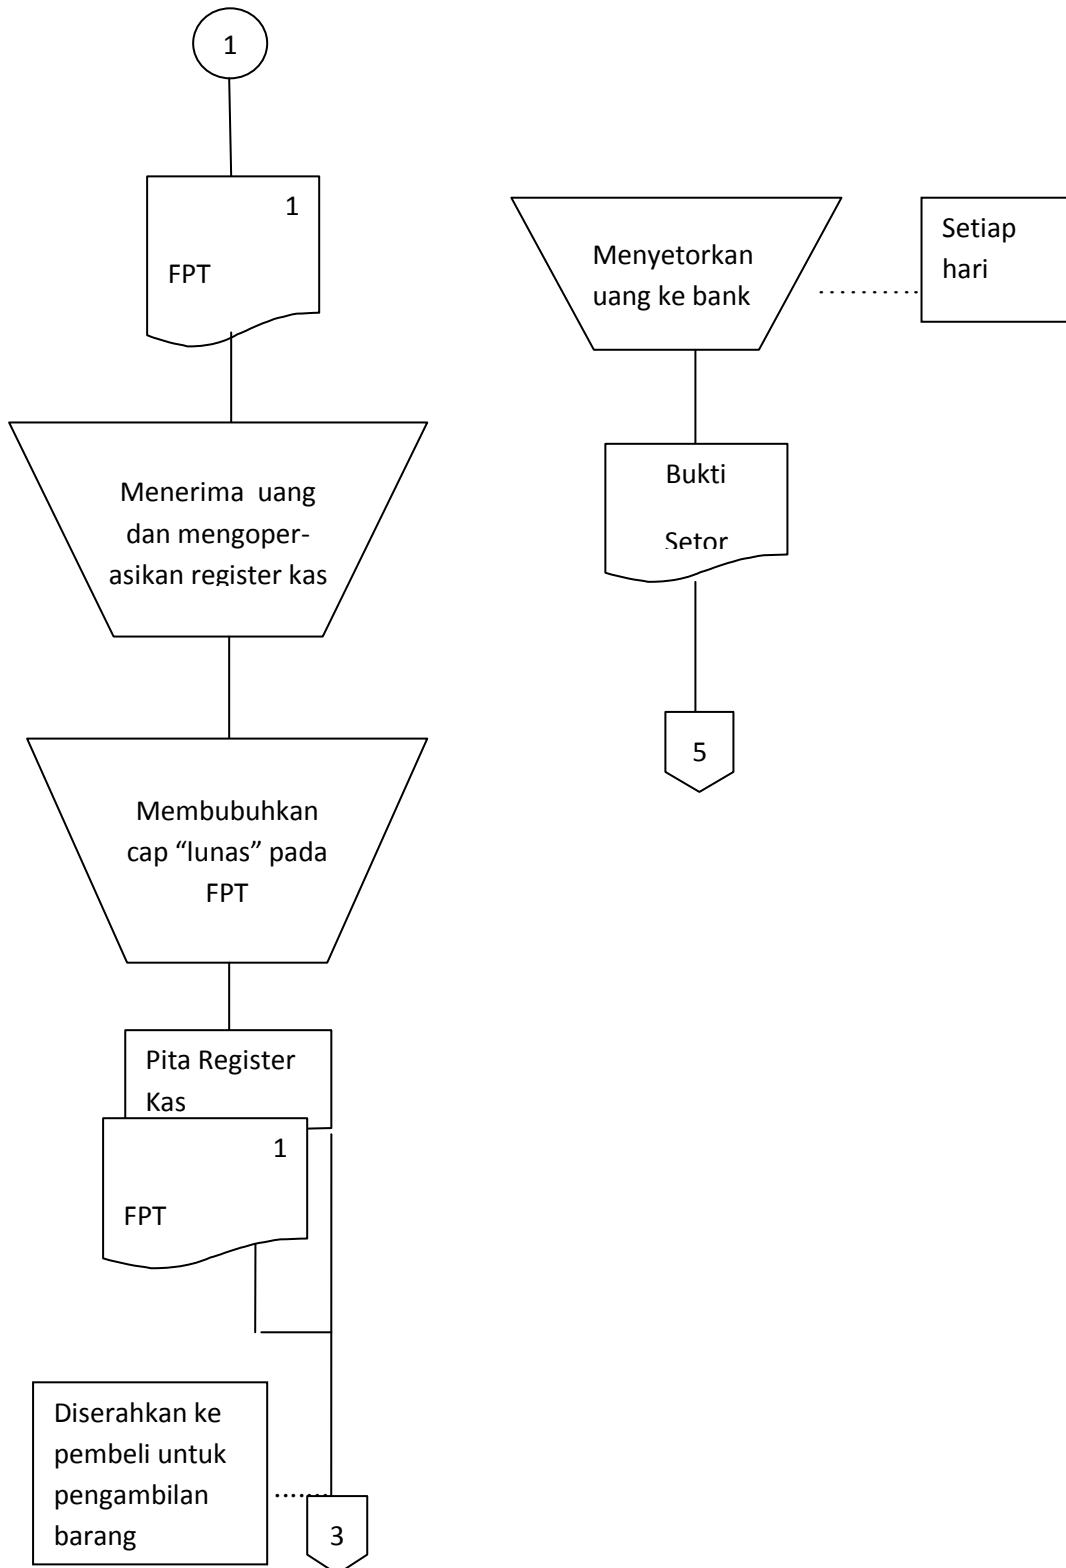 1
1
FPT
Menerima uang
dan mengoper-
asikan register kas
Membubuhkan
cap “lunas” pada
FPT
Pita Register
Kas
1
FPT
Diserahkan ke
pembeli untuk
pengambilan
barang
3
Menyetorkan
uang ke bank
Setiap
hari
Bukti
Setor
5